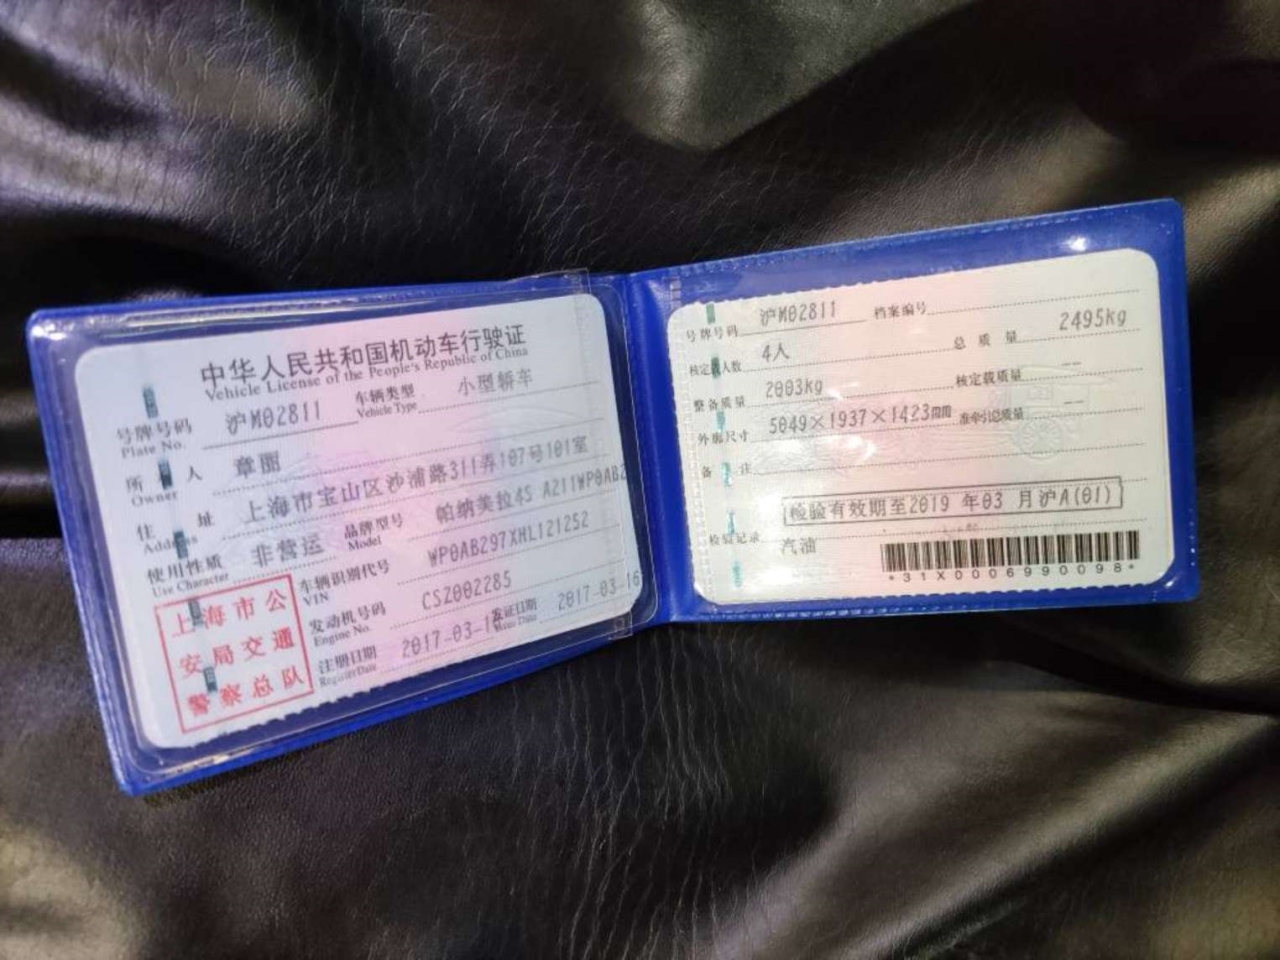 中华人民共和国机动车行驶证
Vehicle License of the People's Republic of China
号牌号码 沪M02811 车辆类型 小型轿车
Plate No. Vehicle Type
所有人 章丽
Owner
住址 上海市宝山区沙浦路311弄107号101室
Address
使用性质 非营运 品牌型号 帕纳美拉4S A211WP0AB2
Use Character Model
车辆识别代号 WP0AB297XHL121252
VIN
发动机号码 CSZ002285
Engine No.
注册日期 2017-03-16 发证日期 2017-03-16
Register Date Issue Date
上海市公
安局交通
警察总队
号牌号码 沪M02811 档案编号
核定载人数 4人 总质量 2495kg
整备质量 2003kg 核定载质量 --
外廓尺寸 5049×1937×1423mm 准牵引总质量 --
备注
检验有效期至2019 年03 月沪A(01)
检验记录 汽油
*31X0006990098*